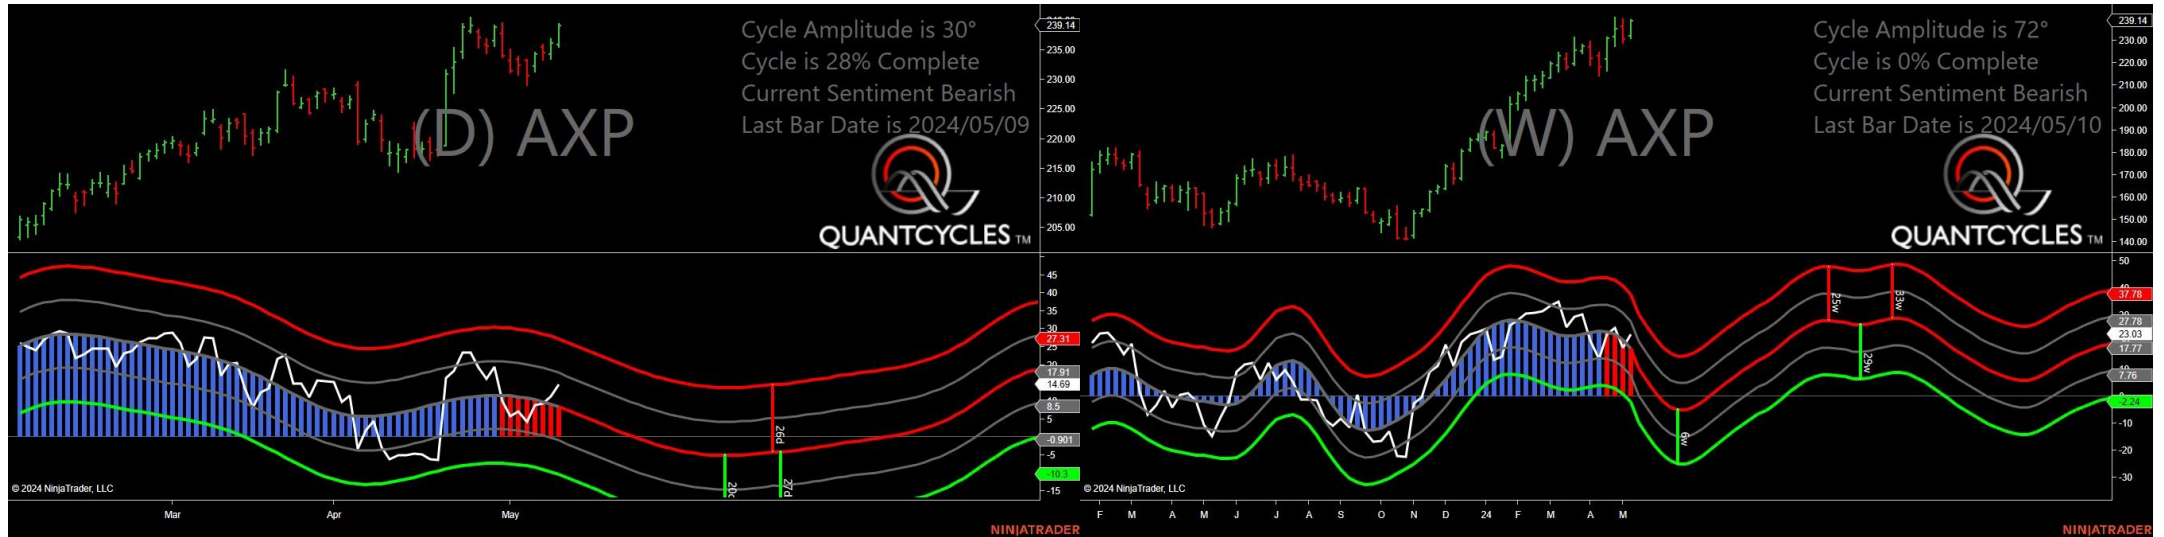 Cycle Amplitude is 30°
Cycle is 28% Complete
Current Sentiment Bearish
Last Bar Date is 2024/05/09
(D) AXP
QUANTCYCLES TM
239.14
235.00
230.00
225.00
220.00
215.00
210.00
205.00
45
40
35
30
27.31
25
20
17.91
14.69
8.5
5
-0.901
-5
-10.3
-15
26d
20d
27d
© 2024 NinjaTrader, LLC
Mar Apr May
NINJATRADER
Cycle Amplitude is 72°
Cycle is 0% Complete
Current Sentiment Bearish
Last Bar Date is 2024/05/10
(W) AXP
QUANTCYCLES TM
239.14
230.00
220.00
210.00
200.00
190.00
180.00
170.00
160.00
150.00
140.00
50
37.78
27.78
23.03
17.77
7.76
-2.24
-10
-20
-30
25w
33w
29w
6w
© 2024 NinjaTrader, LLC
F M A M J J A S O N D 24 F M A M
NINJATRADER